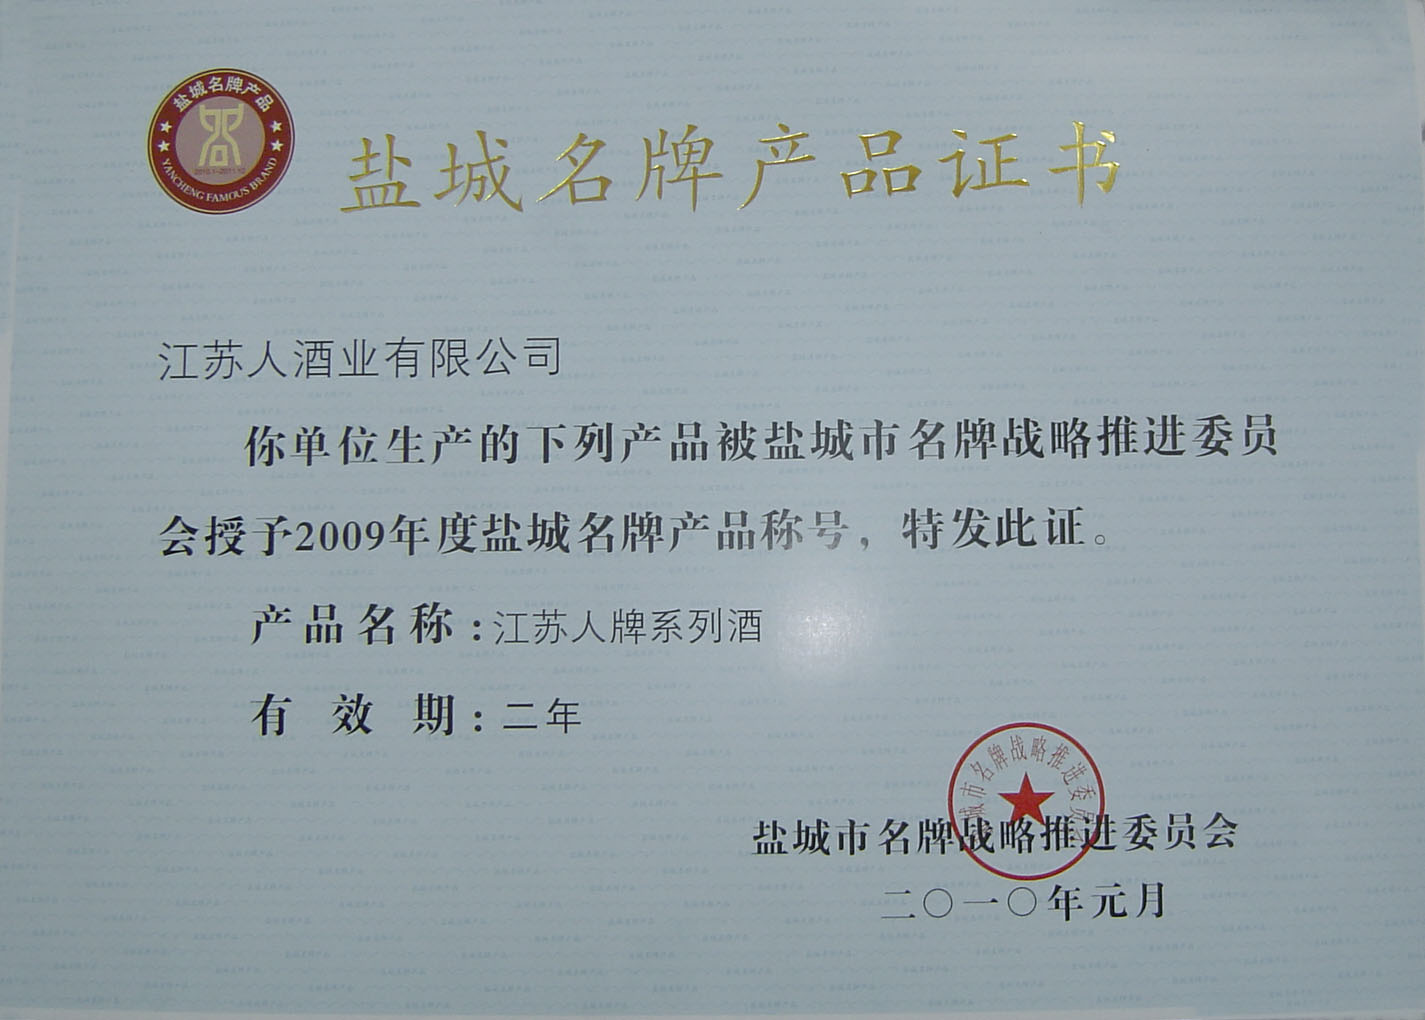 盐城名牌产品
2010.1-2011.12
YANCHENG FAMOUS BRAND
盐城名牌产品证书
江苏人酒业有限公司
你单位生产的下列产品被盐城市名牌战略推进委员
会授予2009年度盐城名牌产品称号，特发此证。
产品名称：江苏人牌系列酒
有效期：二年
城市名牌战略推进委员
盐城市名牌战略推进委员会
二〇一〇年元月